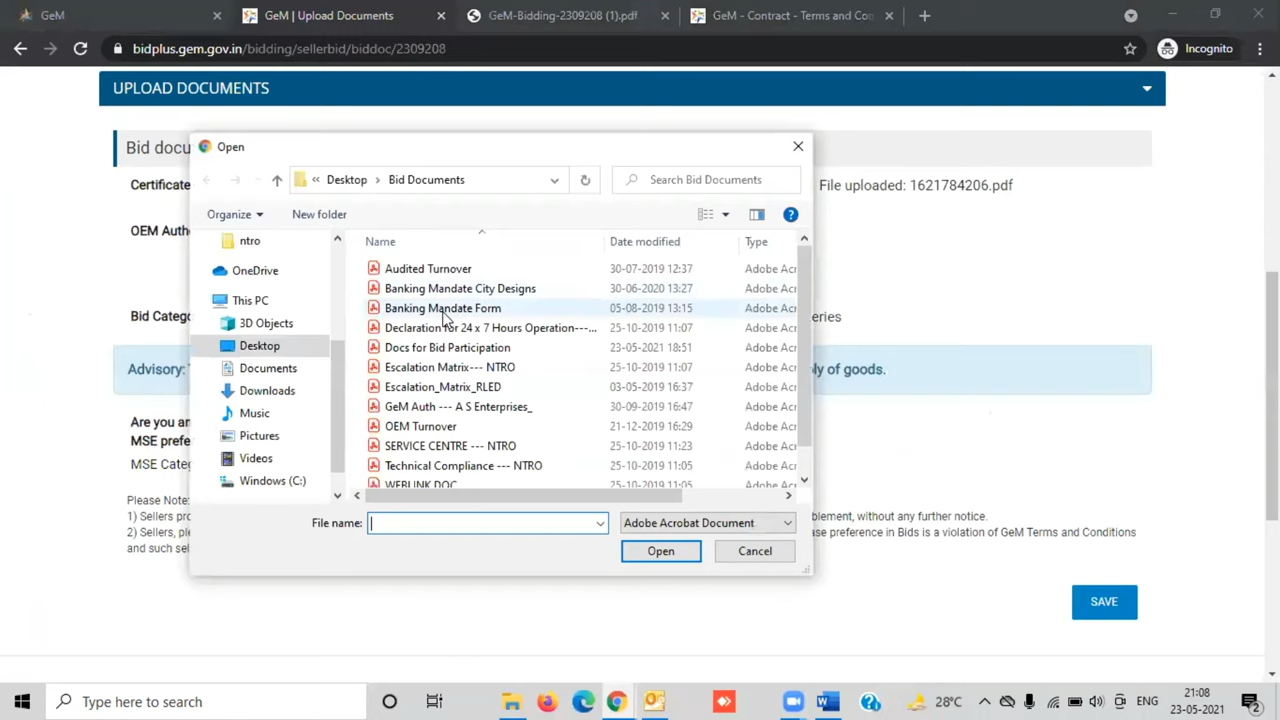 GeM
GeM | Upload Documents
GeM-Bidding-2309208 (1).pdf
GeM - Contract - Terms and Co
bidplus.gem.gov.in/bidding/sellerbid/biddoc/2309208
Incognito
UPLOAD DOCUMENTS
Bid docu
Certificate
File uploaded: 1621784206.pdf
OEM Auth
Bid Catego
eries
Advisory:
ply of goods.
Are you an
MSE prefe
MSE Categ
Please Note:
1) Sellers pro
blement, without any further notice.
2) Sellers, ple
ase preference in Bids is a violation of GeM Terms and Conditions
and such sel
SAVE
Open
« Desktop › Bid Documents
Search Bid Documents
Organize
New folder
ntro
OneDrive
This PC
3D Objects
Desktop
Documents
Downloads
Music
Pictures
Videos
Windows (C:)
Name Date modified Type
Audited Turnover 30-07-2019 12:37 Adobe Acr
Banking Mandate City Designs 30-06-2020 13:27 Adobe Acr
Banking Mandate Form 05-08-2019 13:15 Adobe Acr
Declaration for 24 x 7 Hours Operation---... 25-10-2019 11:07 Adobe Acr
Docs for Bid Participation 23-05-2021 18:51 Adobe Acr
Escalation Matrix--- NTRO 25-10-2019 11:07 Adobe Acr
Escalation_Matrix_RLED 03-05-2019 16:37 Adobe Acr
GeM Auth --- A S Enterprises_ 30-09-2019 16:47 Adobe Acr
OEM Turnover 21-12-2019 16:29 Adobe Acr
SERVICE CENTRE --- NTRO 25-10-2019 11:23 Adobe Acr
Technical Compliance --- NTRO 25-10-2019 11:05 Adobe Acr
WEBLINK DOC 25-10-2019 11:06 Adobe Acr
File name:
Adobe Acrobat Document
Open
Cancel
Type here to search
28°C
ENG
21:08
23-05-2021
2